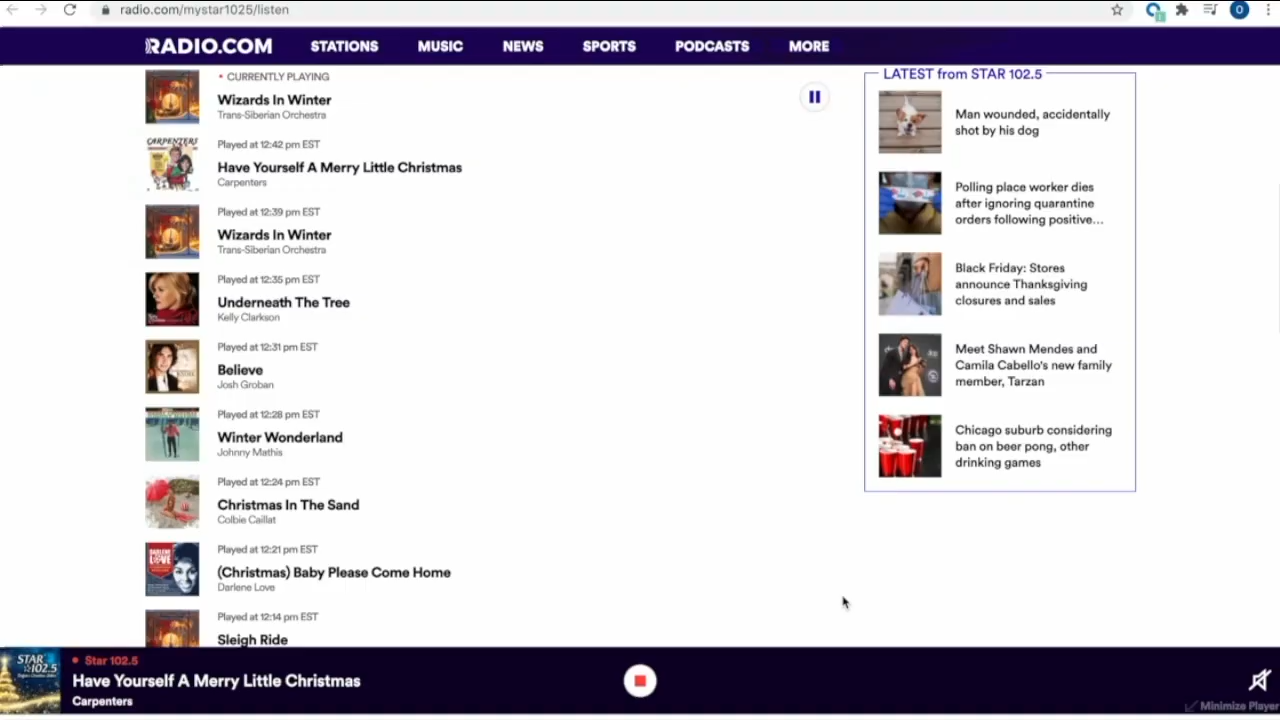 radio.com/mystar1025/listen
O
RADIO.COM STATIONS MUSIC NEWS SPORTS PODCASTS MORE
• CURRENTLY PLAYING
Wizards In Winter
Trans-Siberian Orchestra
CARPENTERS
Played at 12:42 pm EST
Have Yourself A Merry Little Christmas
Carpenters
Played at 12:39 pm EST
Wizards In Winter
Trans-Siberian Orchestra
Played at 12:35 pm EST
Underneath The Tree
Kelly Clarkson
Played at 12:31 pm EST
Believe
Josh Groban
Played at 12:28 pm EST
Winter Wonderland
Johnny Mathis
Played at 12:24 pm EST
Christmas In The Sand
Colbie Caillat
DARLENE
LOVE
Played at 12:21 pm EST
(Christmas) Baby Please Come Home
Darlene Love
Played at 12:14 pm EST
Sleigh Ride
LATEST from STAR 102.5
Man wounded, accidentally
shot by his dog
Polling place worker dies
after ignoring quarantine
orders following positive...
Black Friday: Stores
announce Thanksgiving
closures and sales
Meet Shawn Mendes and
Camila Cabello's new family
member, Tarzan
Chicago suburb considering
ban on beer pong, other
drinking games
STAR
102.5
• Star 102.5
Have Yourself A Merry Little Christmas
Carpenters
Minimize Player